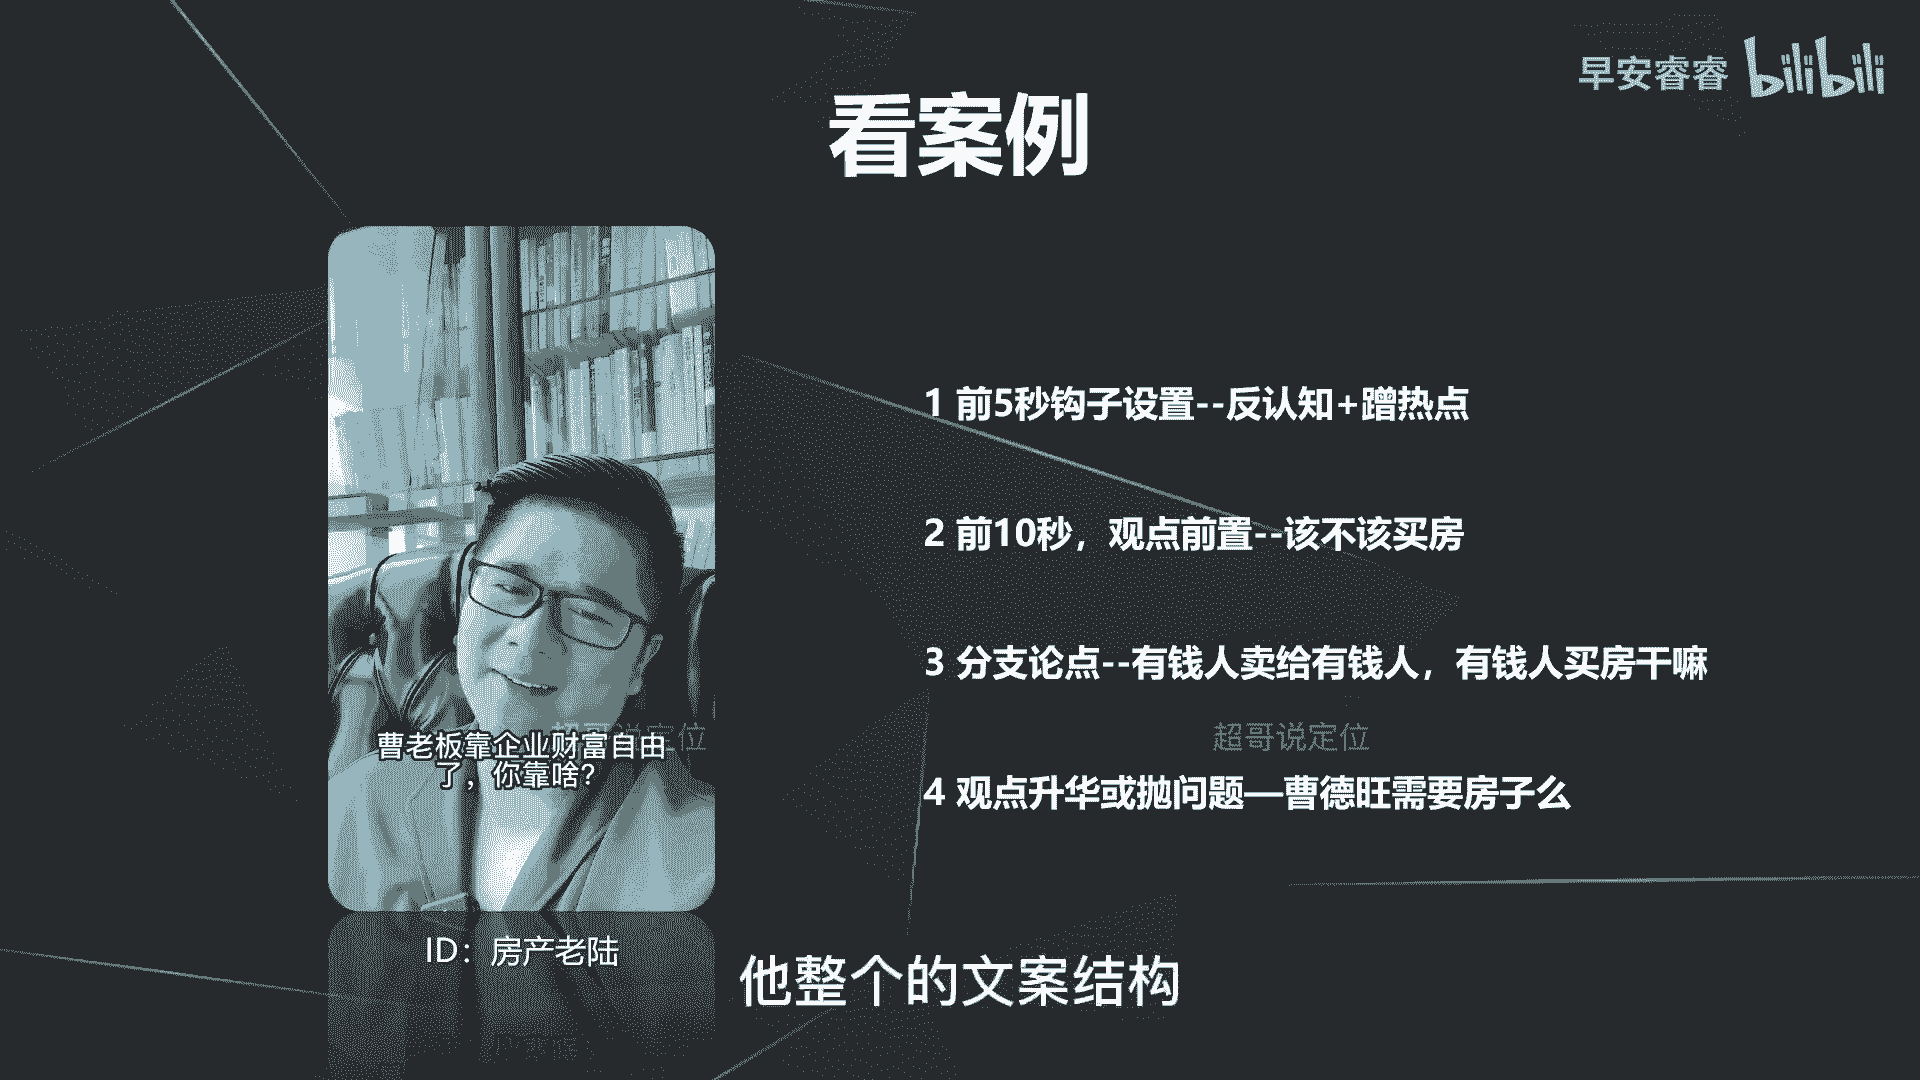 早安睿睿 bilibili
看案例
1 前5秒钩子设置--反认知+蹭热点
2 前10秒，观点前置--该不该买房
3 分支论点--有钱人卖给有钱人，有钱人买房干嘛
超哥说定位
超哥说定位
曹老板靠企业财富自由
了，你靠啥？
4 观点升华或抛问题—曹德旺需要房子么
ID：房产老陆
他整个的文案结构